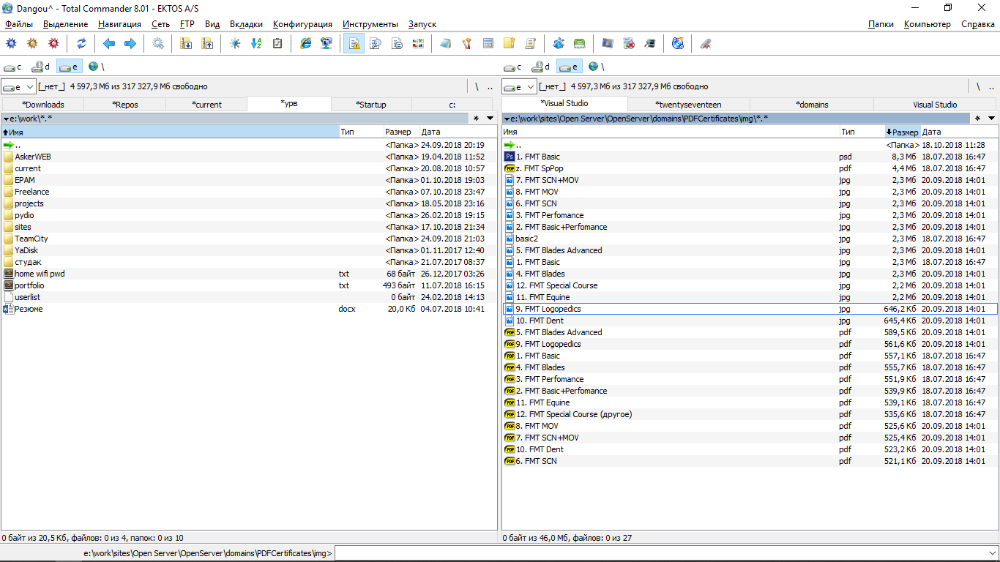 Dangou^ - Total Commander 8.01 - EKTOS A/S
Файлы Выделение Навигация Сеть FTP Вид Вкладки Конфигурация Инструменты Запуск Папки Компьютер Справка
c d e \ c d e \
e [_нет_] 4 597,3 Мб из 317 327,9 Мб свободно \ .. e [_нет_] 4 597,3 Мб из 317 327,9 Мб свободно \ ..
*Downloads *Repos *current *урв *Startup c: *Visual Studio *twentyseventeen *domains Visual Studio
e:\work\*.* * e:\work\sites\Open Server\OpenServer\domains\PDFCertificates\img\*.* *
Имя Тип Размер Дата Имя Тип Размер Дата
.. <Папка> 24.09.2018 20:19 .. <Папка> 18.10.2018 11:28
AskerWEB <Папка> 19.04.2018 11:52 Ps 1. FMT Basic psd 8,3 Мб 18.07.2018 16:47
current <Папка> 20.08.2018 10:57 PDF z. FMT SpPop pdf 4,4 Мб 18.07.2018 16:47
EPAM <Папка> 01.10.2018 19:03 7. FMT SCN+MOV jpg 2,3 Мб 20.09.2018 14:01
Freelance <Папка> 07.10.2018 23:47 8. FMT MOV jpg 2,3 Мб 20.09.2018 14:01
projects <Папка> 18.05.2018 23:16 6. FMT SCN jpg 2,3 Мб 20.09.2018 14:01
pydio <Папка> 26.02.2018 19:15 3. FMT Perfomance jpg 2,3 Мб 20.09.2018 14:01
sites <Папка> 17.10.2018 21:34 2. FMT Basic+Perfomance jpg 2,3 Мб 20.09.2018 14:01
TeamCity <Папка> 24.09.2018 21:03 basic2 jpg 2,3 Мб 18.07.2018 16:47
YaDisk <Папка> 01.11.2017 12:40 5. FMT Blades Advanced jpg 2,3 Мб 20.09.2018 14:01
студак <Папка> 21.07.2017 08:37 1. FMT Basic jpg 2,3 Мб 18.07.2018 16:47
home wifi pwd txt 68 байт 26.12.2017 03:26 4. FMT Blades jpg 2,3 Мб 20.09.2018 14:01
portfolio txt 493 байт 11.07.2018 16:15 12. FMT Special Course jpg 2,2 Мб 20.09.2018 14:01
userlist 0 байт 24.02.2018 14:13 11. FMT Equine jpg 2,2 Мб 20.09.2018 14:01
Резюме docx 20,0 Кб 04.07.2018 10:41 9. FMT Logopedics jpg 646,2 Кб 20.09.2018 14:01
10. FMT Dent jpg 645,4 Кб 20.09.2018 14:01
PDF 5. FMT Blades Advanced pdf 589,5 Кб 20.09.2018 14:01
PDF 9. FMT Logopedics pdf 561,6 Кб 20.09.2018 14:01
PDF 1. FMT Basic pdf 557,1 Кб 18.07.2018 16:47
PDF 4. FMT Blades pdf 555,7 Кб 18.07.2018 16:47
PDF 3. FMT Perfomance pdf 551,9 Кб 18.07.2018 16:47
PDF 2. FMT Basic+Perfomance pdf 539,9 Кб 18.07.2018 16:47
PDF 11. FMT Equine pdf 539,1 Кб 18.07.2018 16:47
PDF 12. FMT Special Course (другое) pdf 535,6 Кб 18.07.2018 16:47
PDF 8. FMT MOV pdf 525,6 Кб 20.09.2018 14:01
PDF 7. FMT SCN+MOV pdf 525,4 Кб 20.09.2018 14:01
PDF 10. FMT Dent pdf 523,2 Кб 20.09.2018 14:01
PDF 6. FMT SCN pdf 521,1 Кб 20.09.2018 14:01
0 байт из 20,5 Кб, файлов: 0 из 4, папок: 0 из 10 0 байт из 46,0 Мб, файлов: 0 из 27
e:\work\sites\Open Server\OpenServer\domains\PDFCertificates\img>